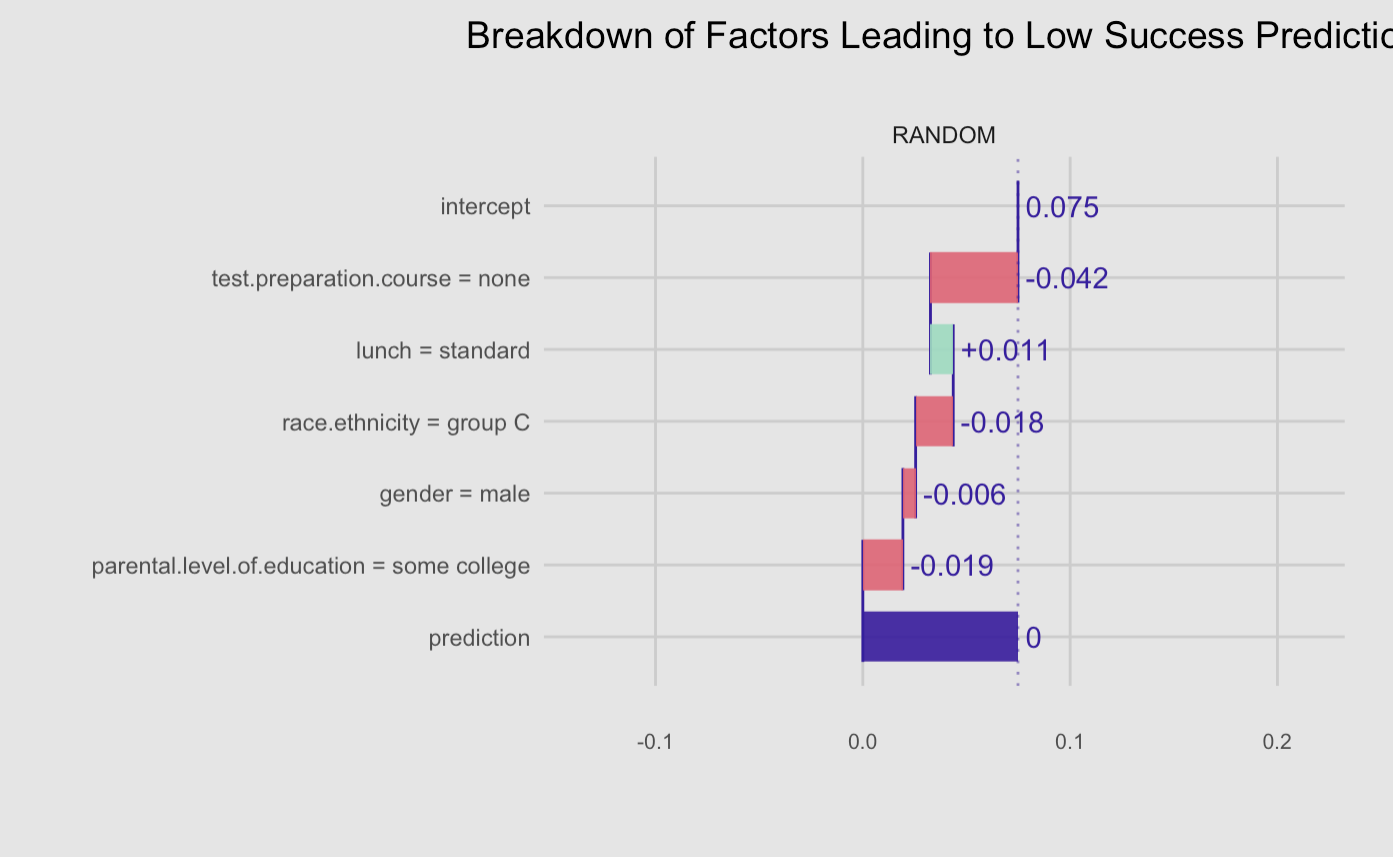 Breakdown of Factors Leading to Low Success Predictio
RANDOM
intercept 0.075
test.preparation.course = none -0.042
lunch = standard +0.011
race.ethnicity = group C -0.018
gender = male -0.006
parental.level.of.education = some college -0.019
prediction 0
-0.1 0.0 0.1 0.2